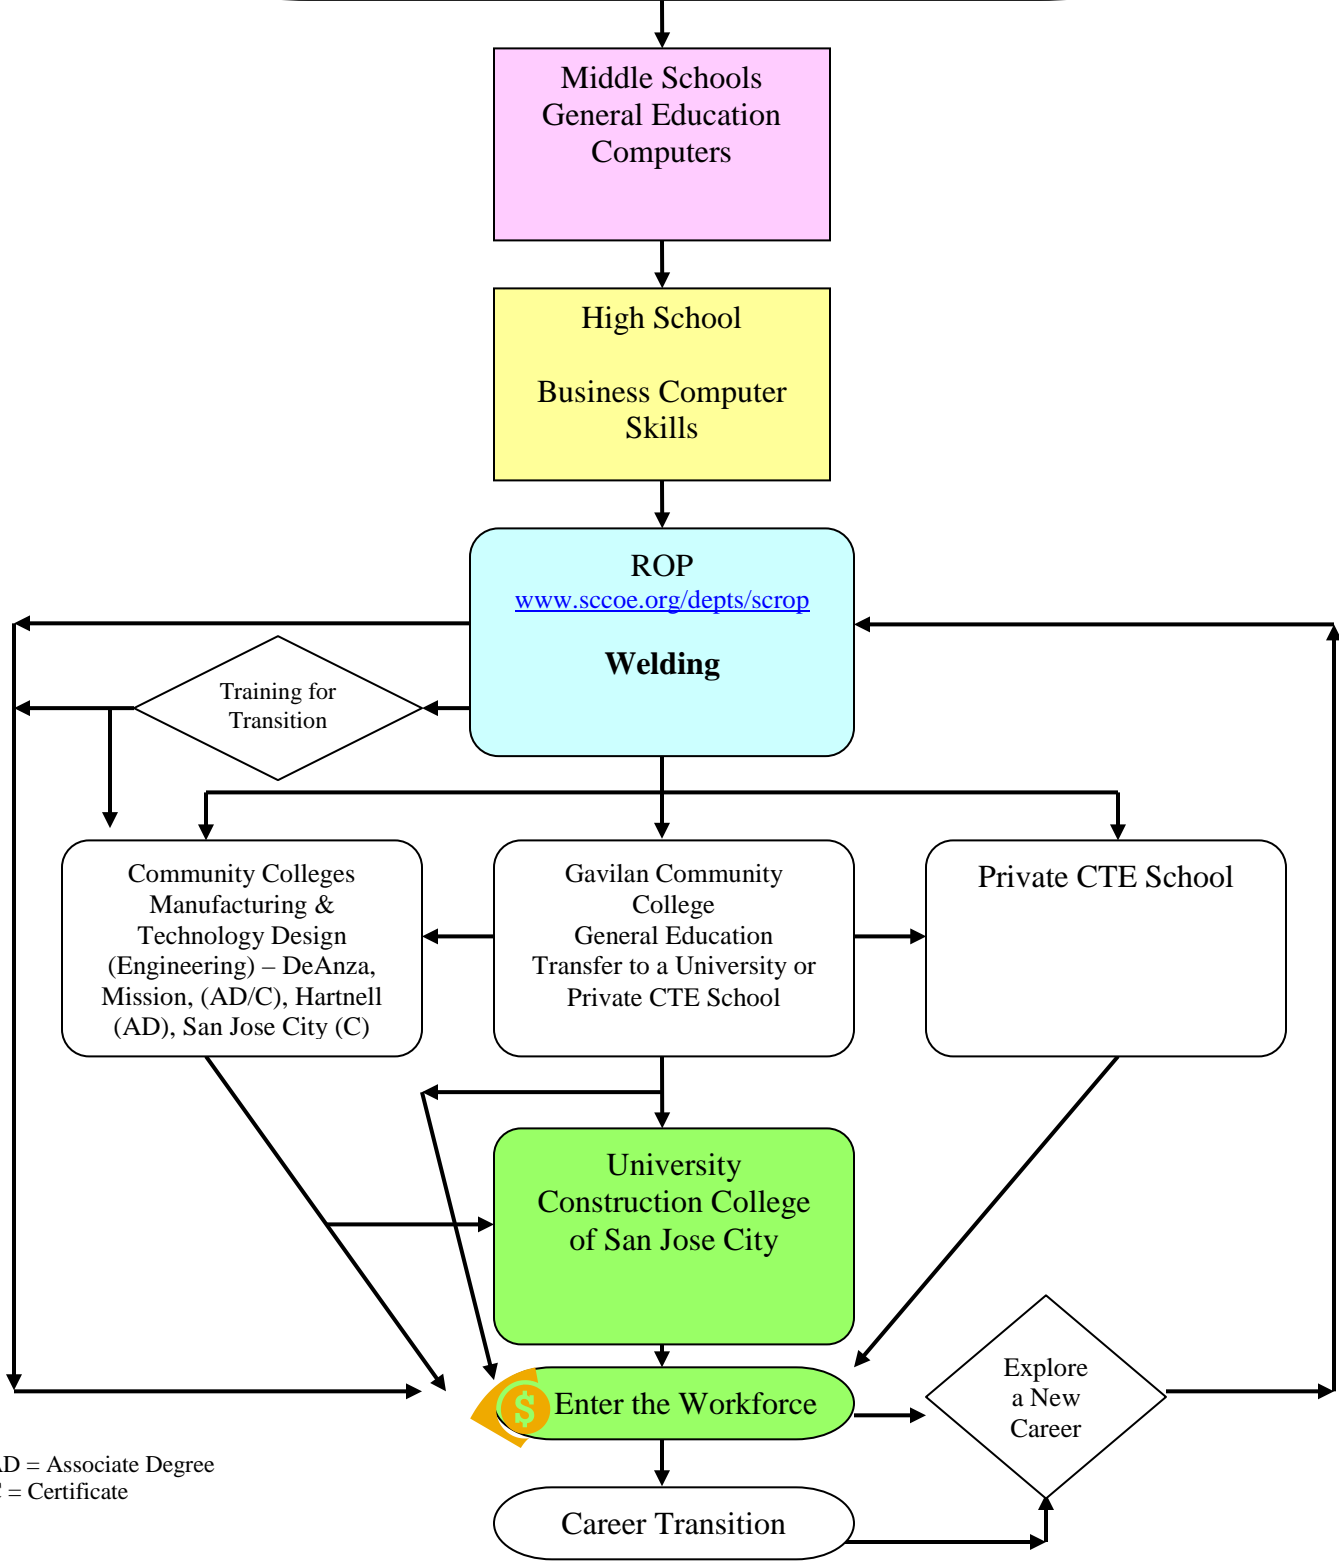 Middle Schools
General Education
Computers
High School
Business Computer
Skills
ROP
www.sccoe.org/depts/scrop
Welding
Training for
Transition
Community Colleges
Manufacturing &
Technology Design
(Engineering) – DeAnza,
Mission, (AD/C), Hartnell
(AD), San Jose City (C)
Gavilan Community
College
General Education
Transfer to a University or
Private CTE School
Private CTE School
University
Construction College
of San Jose City
$ Enter the Workforce
Explore
a New
Career
AD = Associate Degree
C = Certificate
Career Transition